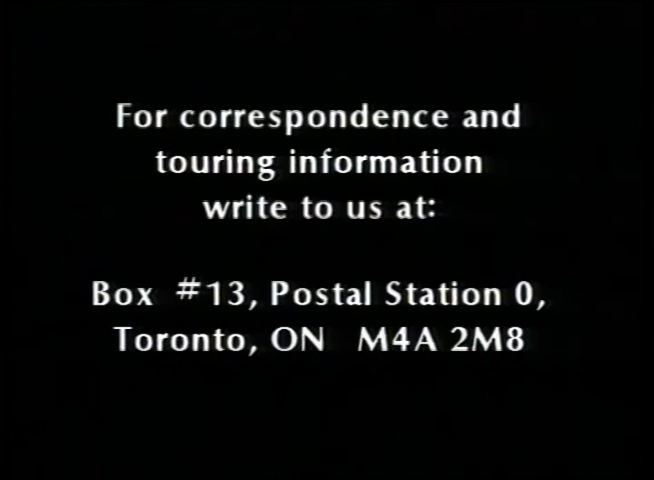 For correspondence and
touring information
write to us at:
Box #13, Postal Station 0,
Toronto, ON M4A 2M8